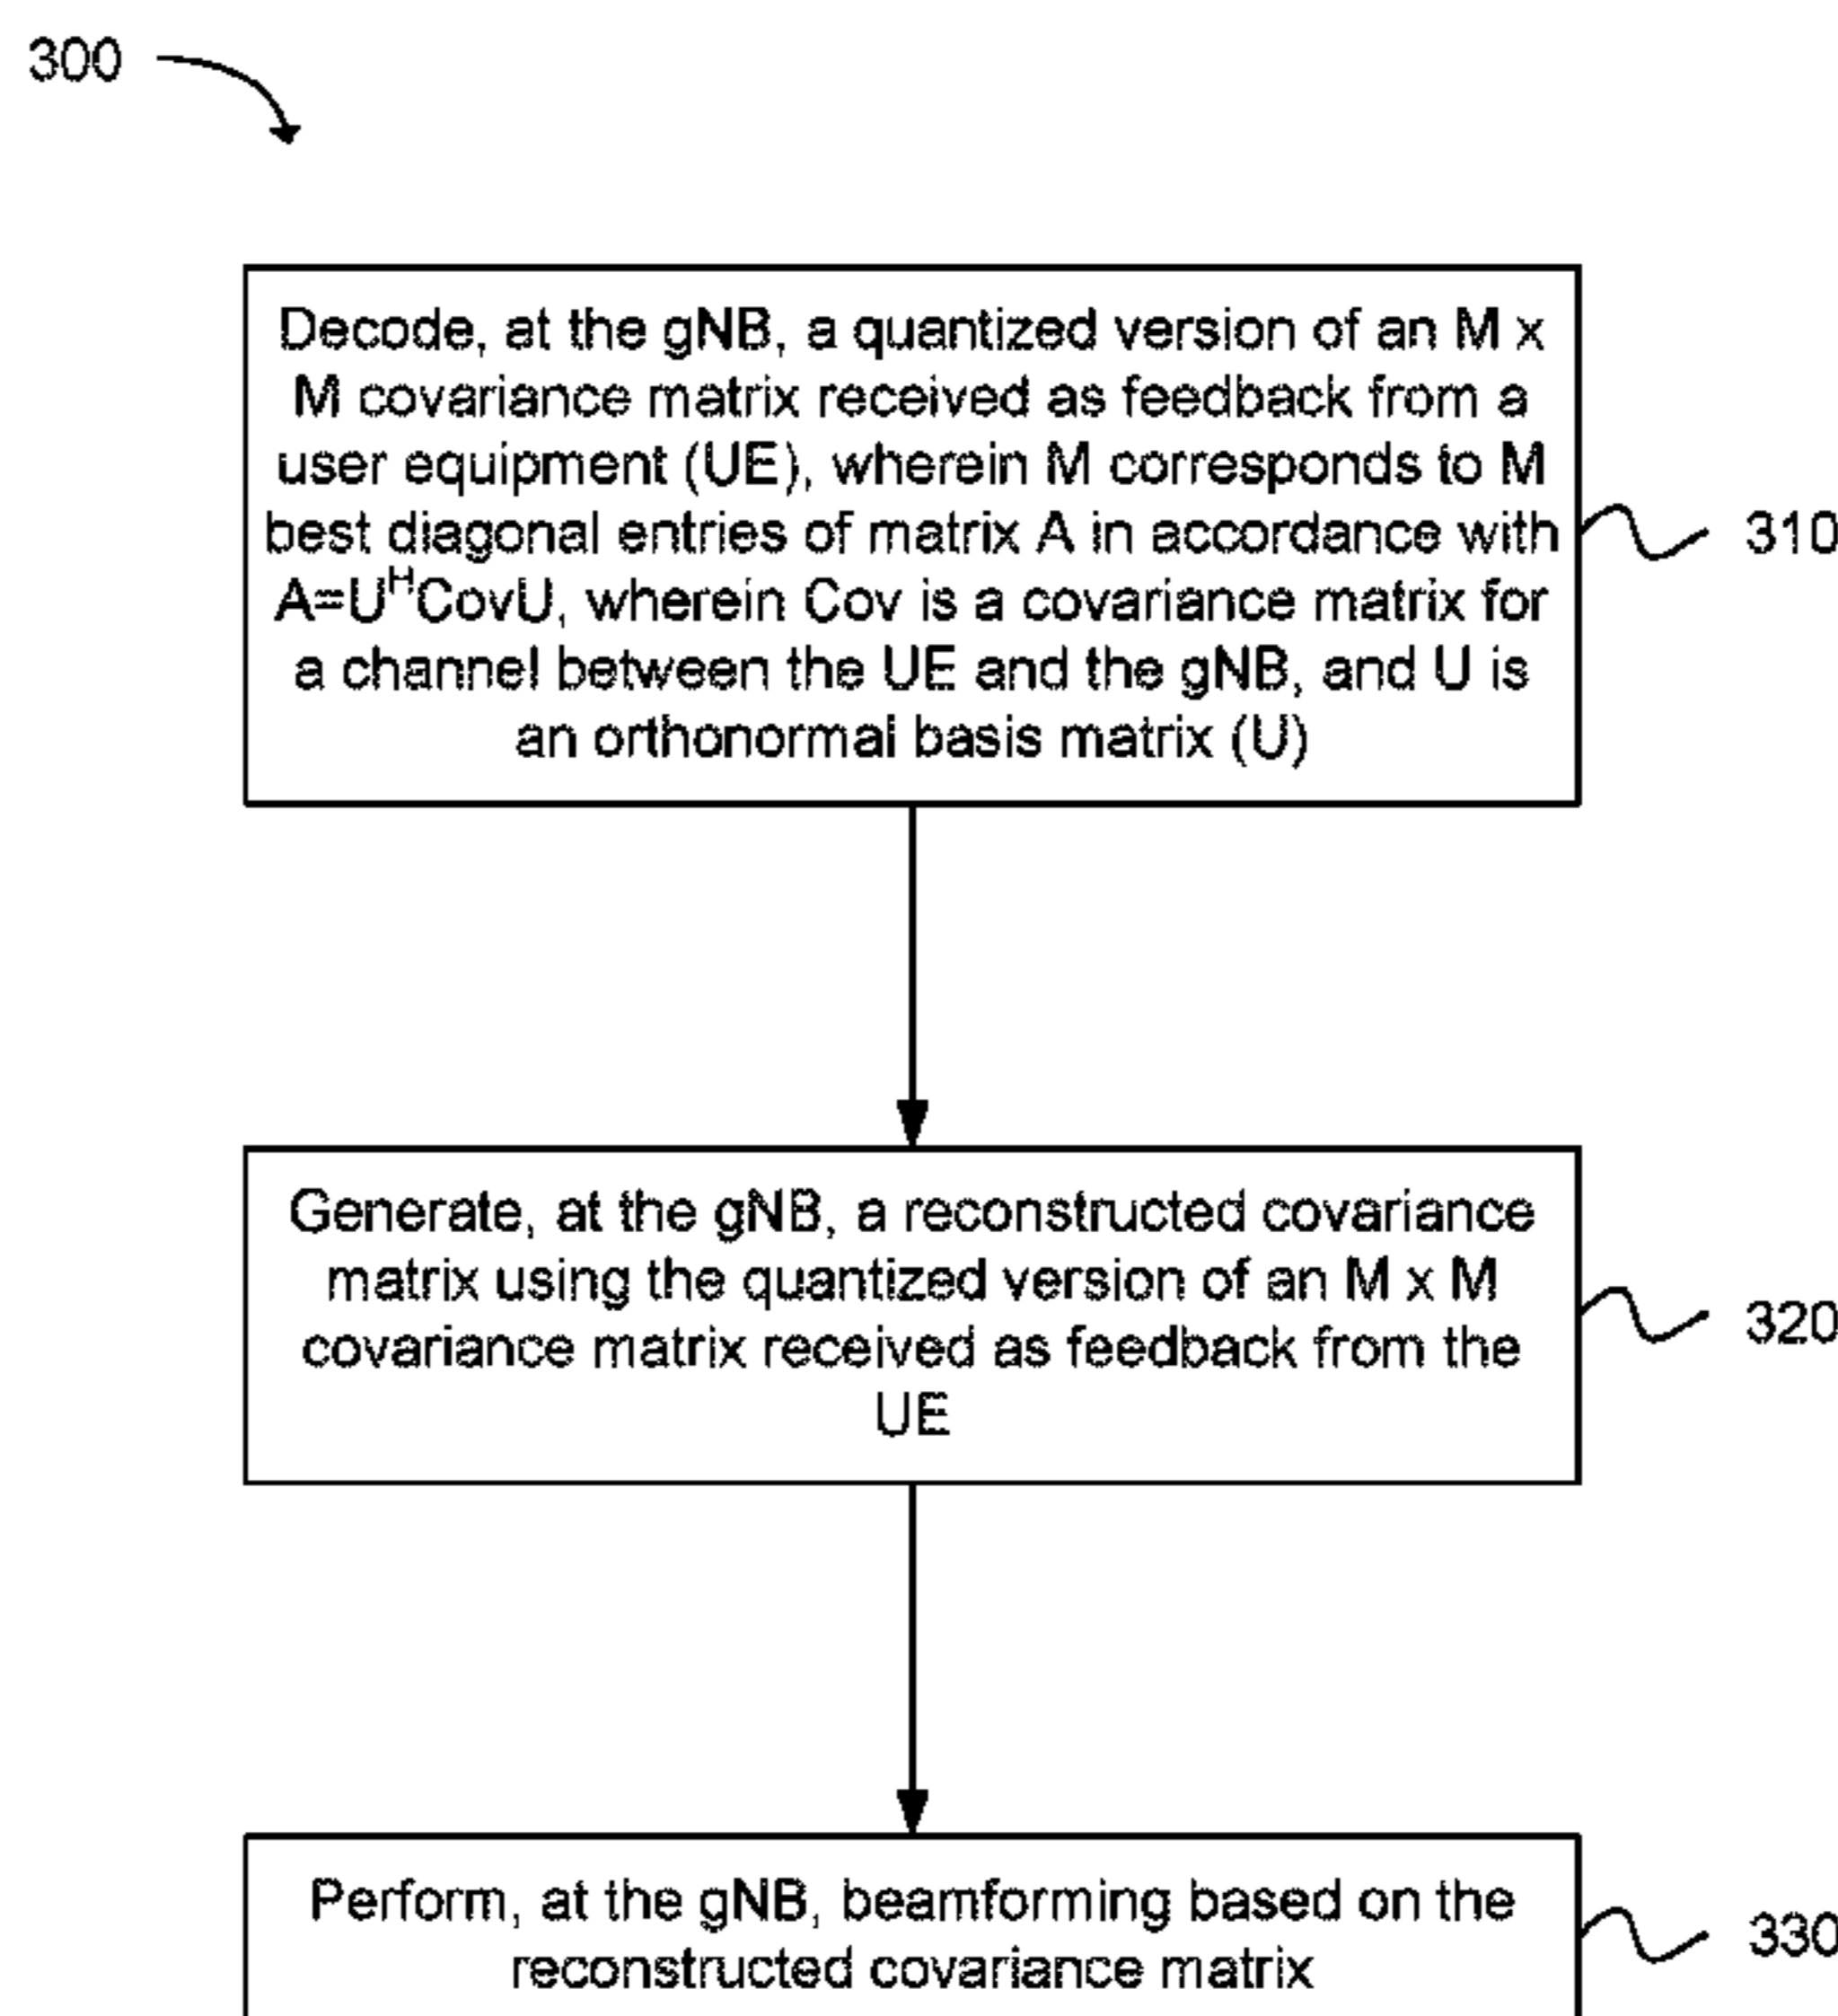 300
Decode, at the gNB, a quantized version of an M x
M covariance matrix received as feedback from a
user equipment (UE), wherein M corresponds to M
best diagonal entries of matrix A in accordance with
A=UᴴCovU, wherein Cov is a covariance matrix for
a channel between the UE and the gNB, and U is
an orthonormal basis matrix (U)
310
Generate, at the gNB, a reconstructed covariance
matrix using the quantized version of an M x M
covariance matrix received as feedback from the
UE
320
Perform, at the gNB, beamforming based on the
reconstructed covariance matrix
330